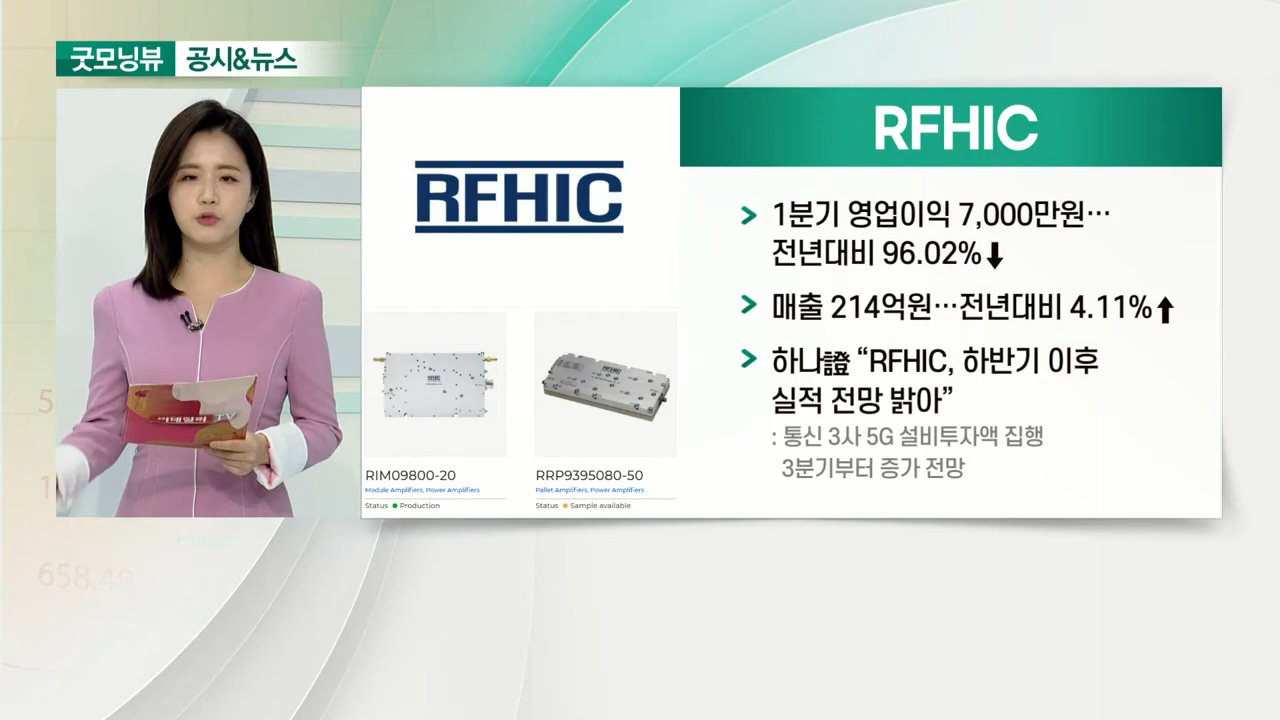 굿모닝뷰 공시&뉴스
RFHIC
RFHIC
1분기 영업이익 7,000만원…
전년대비 96.02%⬇
매출 214억원…전년대비 4.11%⬆
하나證 “RFHIC, 하반기 이후
실적 전망 밝아”
: 통신 3사 5G 설비투자액 집행
3분기부터 증가 전망
이데일리 TV
RIM09800-20
Module Amplifiers, Power Amplifiers
Status Production
RRP9395080-50
Pallet Amplifiers, Power Amplifiers
Status Sample available
658.48